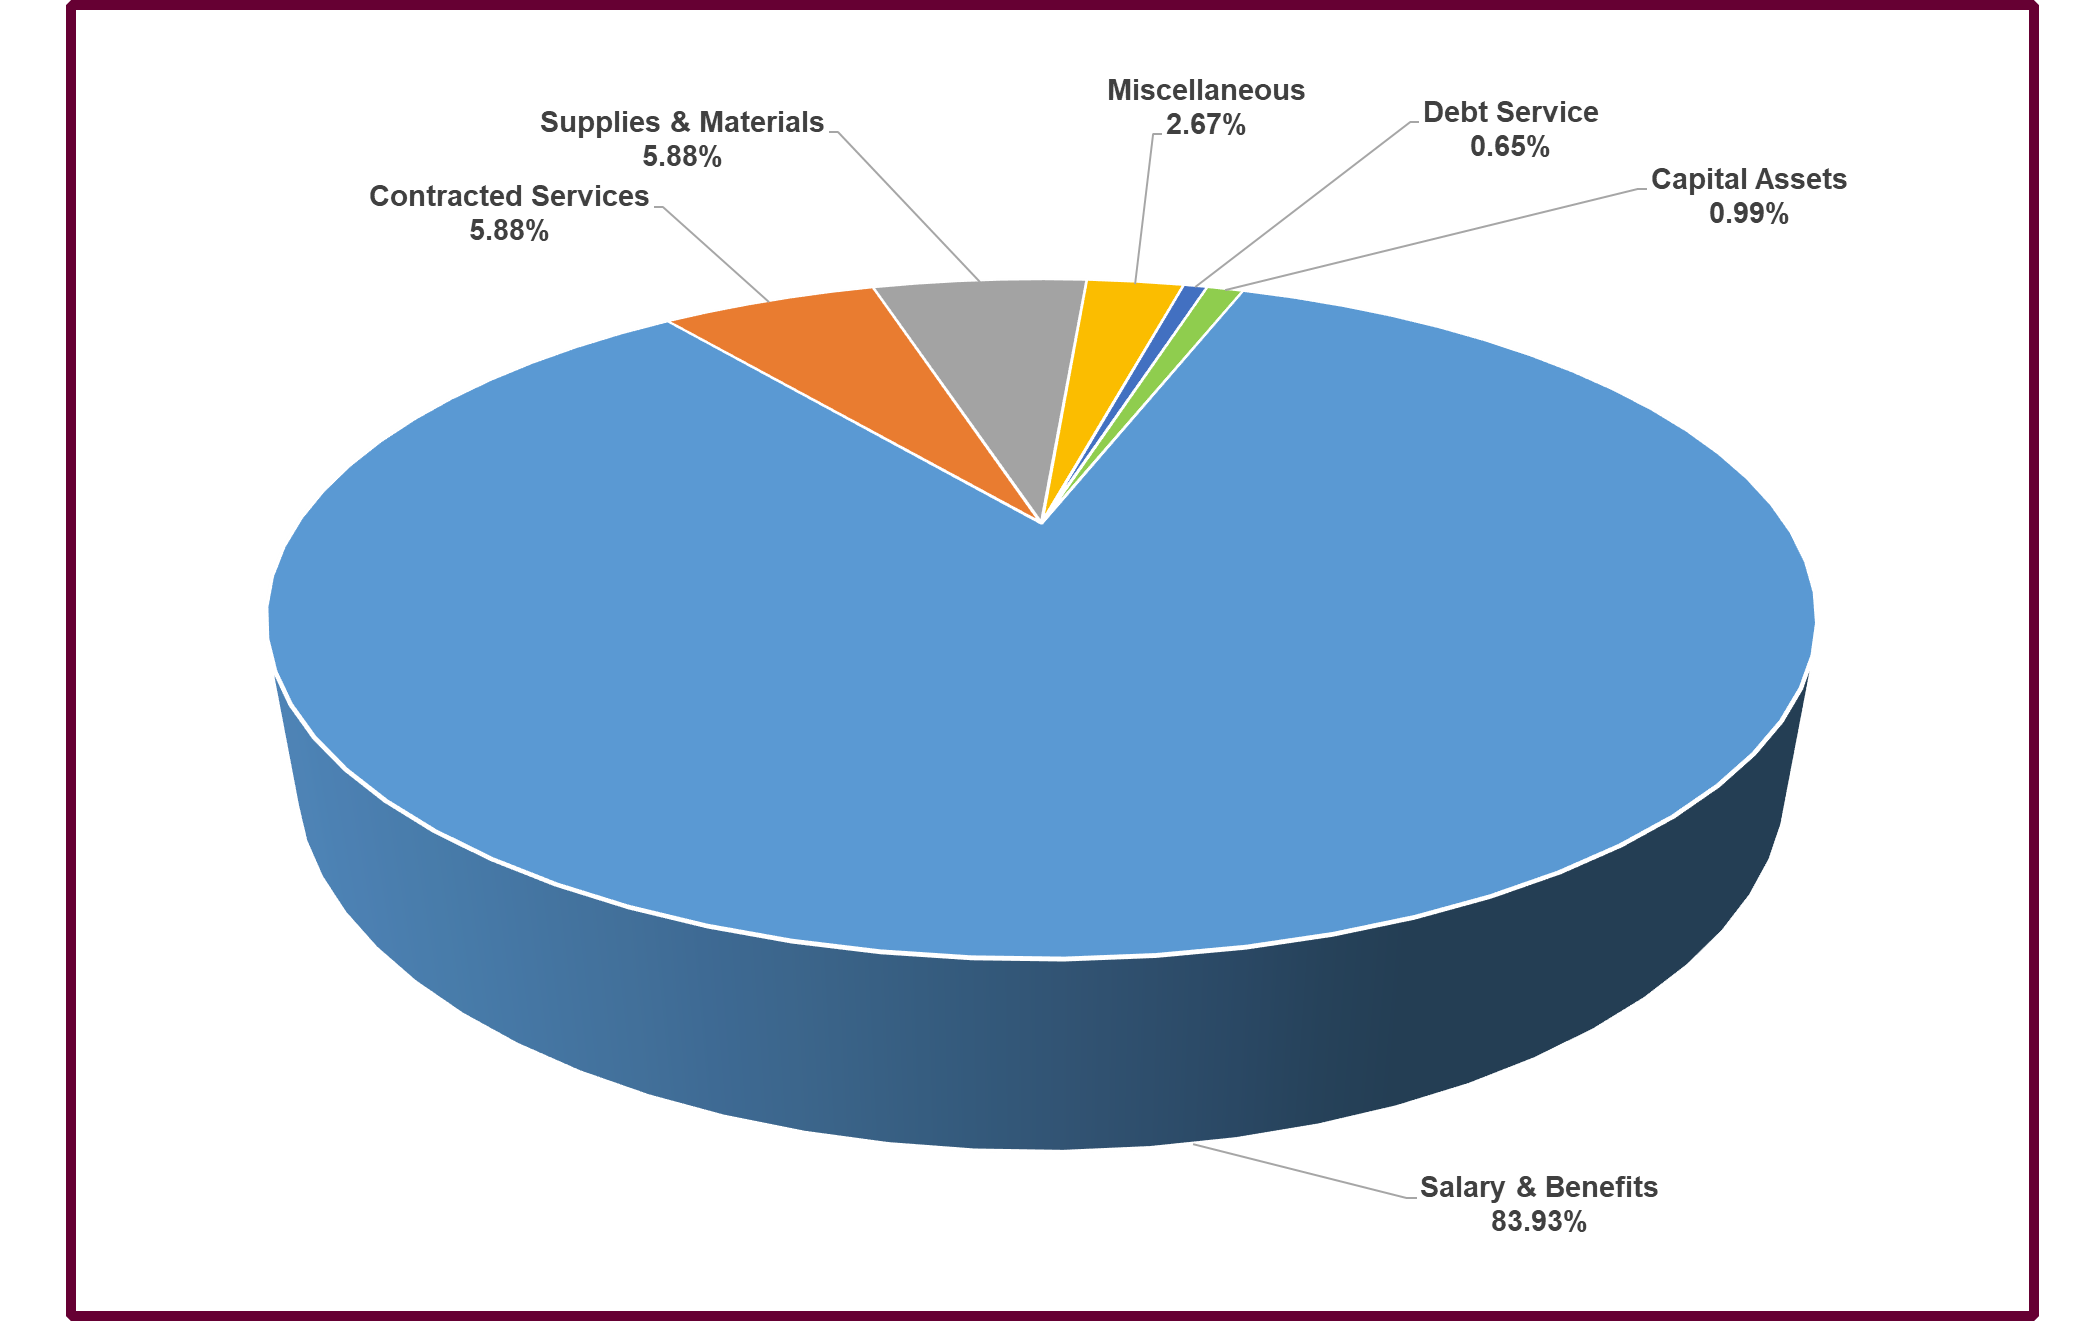 Miscellaneous
2.67%
Debt Service
0.65%
Supplies & Materials
5.88%
Capital Assets
0.99%
Contracted Services
5.88%
Salary & Benefits
83.93%